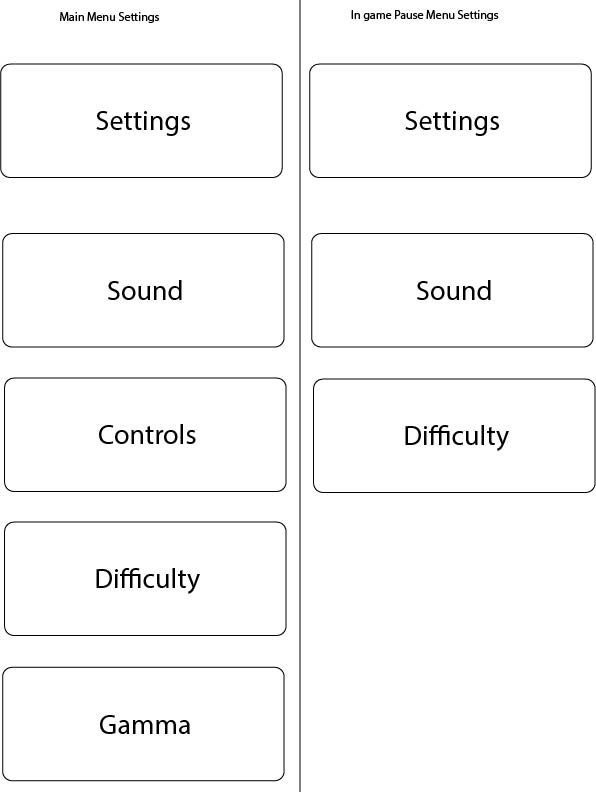 Main Menu Settings
Settings
Sound
Controls
Difficulty
Gamma
In game Pause Menu Settings
Settings
Sound
Difficulty